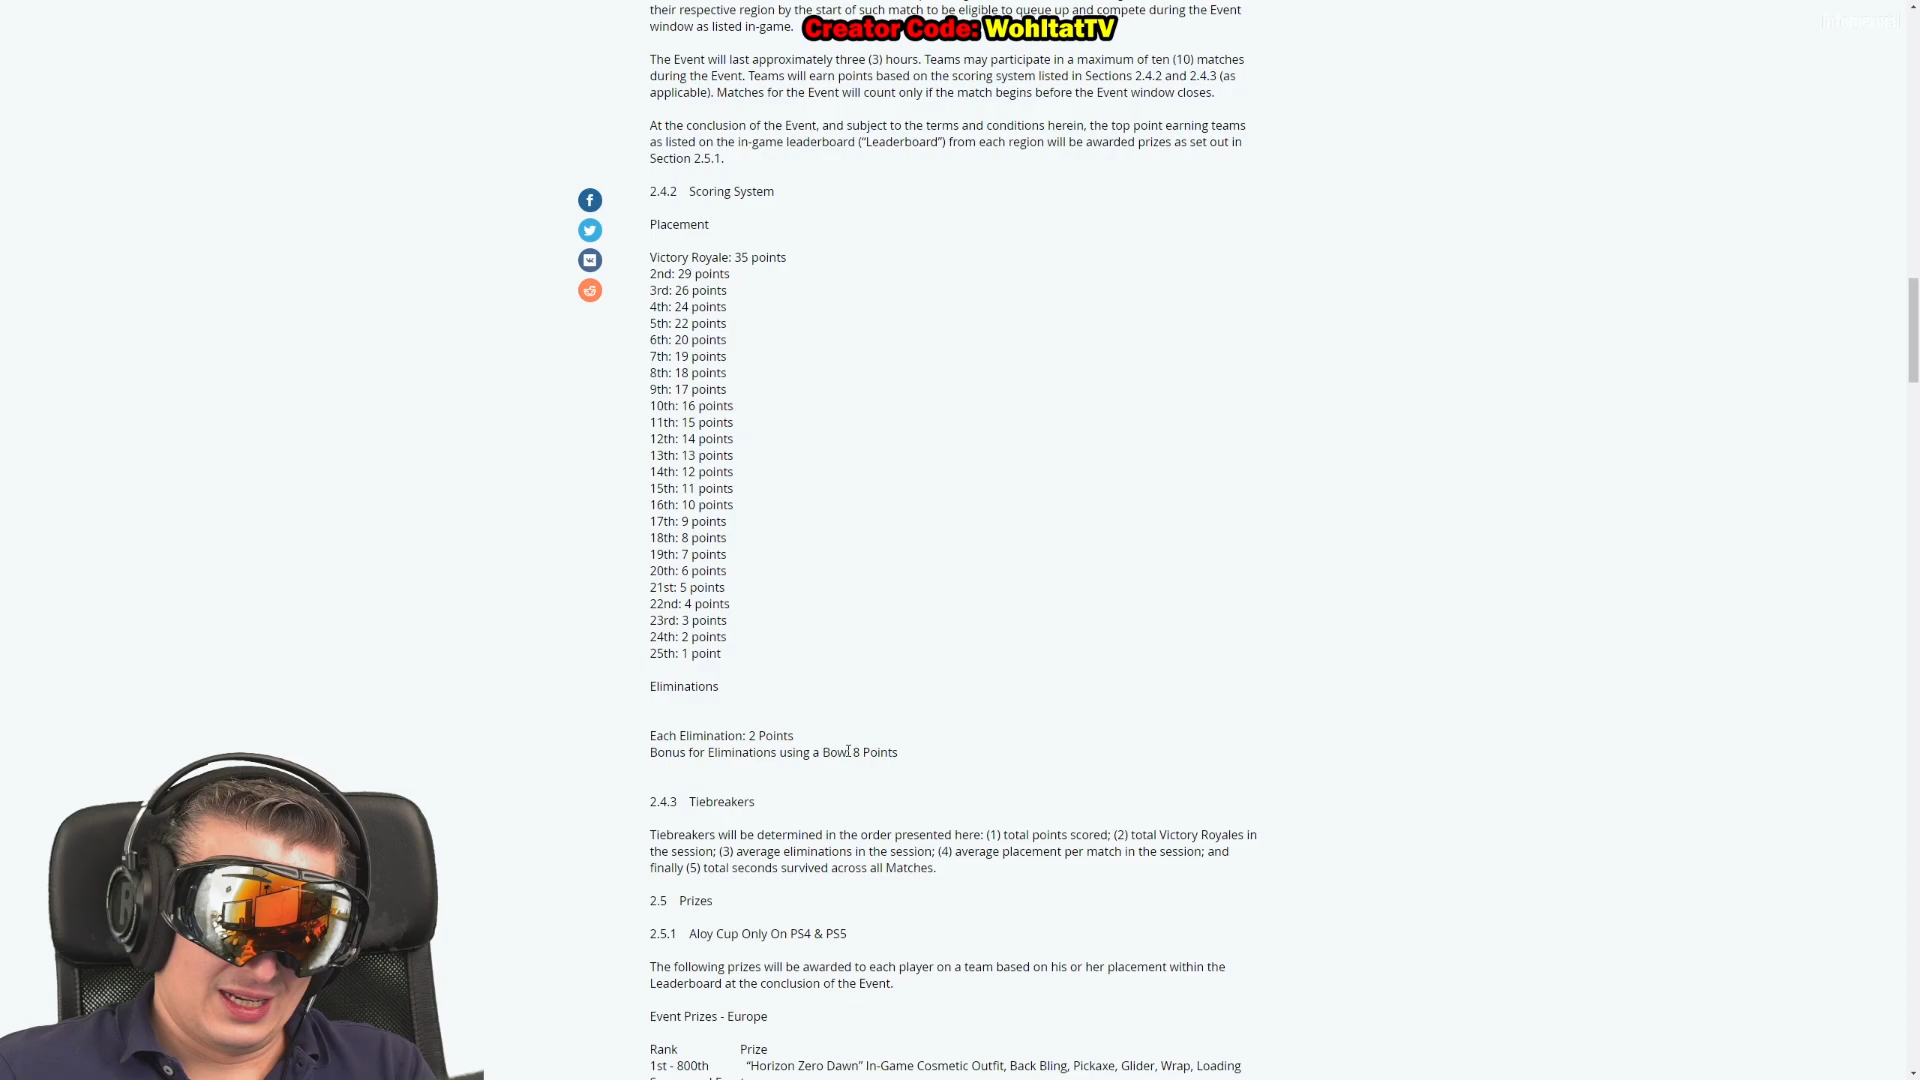 their respective region by the start of such match to be eligible to queue up and compete during the Event
window as listed in-game.
Creator Code: WohltatTV
The Event will last approximately three (3) hours. Teams may participate in a maximum of ten (10) matches
during the Event. Teams will earn points based on the scoring system listed in Sections 2.4.2 and 2.4.3 (as
applicable). Matches for the Event will count only if the match begins before the Event window closes.
At the conclusion of the Event, and subject to the terms and conditions herein, the top point earning teams
as listed on the in-game leaderboard (“Leaderboard”) from each region will be awarded prizes as set out in
Section 2.5.1.
2.4.2 Scoring System
Placement
Victory Royale: 35 points
2nd: 29 points
3rd: 26 points
4th: 24 points
5th: 22 points
6th: 20 points
7th: 19 points
8th: 18 points
9th: 17 points
10th: 16 points
11th: 15 points
12th: 14 points
13th: 13 points
14th: 12 points
15th: 11 points
16th: 10 points
17th: 9 points
18th: 8 points
19th: 7 points
20th: 6 points
21st: 5 points
22nd: 4 points
23rd: 3 points
24th: 2 points
25th: 1 point
Eliminations
Each Elimination: 2 Points
Bonus for Eliminations using a Bow: 8 Points
2.4.3 Tiebreakers
Tiebreakers will be determined in the order presented here: (1) total points scored; (2) total Victory Royales in
the session; (3) average eliminations in the session; (4) average placement per match in the session; and
finally (5) total seconds survived across all Matches.
2.5 Prizes
2.5.1 Aloy Cup Only On PS4 & PS5
The following prizes will be awarded to each player on a team based on his or her placement within the
Leaderboard at the conclusion of the Event.
Event Prizes - Europe
Rank Prize
1st - 800th “Horizon Zero Dawn” In-Game Cosmetic Outfit, Back Bling, Pickaxe, Glider, Wrap, Loading